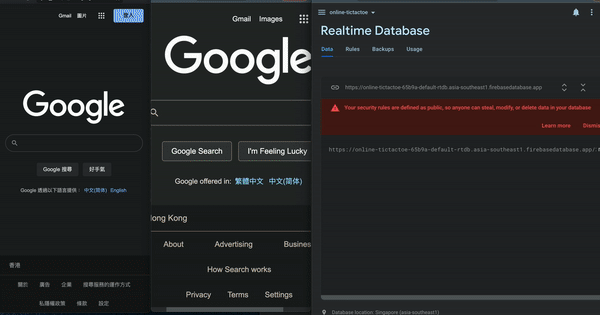 Gmail 圖片
Google
Google 搜尋 好手氣
Google 透過以下語言提供： 中文(简体) English
香港
關於 廣告 企業 搜尋服務的運作方式
私隱權政策 條款 設定
Gmail Images
Google
Google Search I'm Feeling Lucky
Google offered in: 繁體中文 中文(简体)
Hong Kong
About Advertising Busines
How Search works
Privacy Terms Settings
online-tictactoe
Realtime Database
Data Rules Backups Usage
https://online-tictactoe-65b9a-default-rtdb.asia-southeast1.firebasedatabase.app
Your security rules are defined as public, so anyone can steal, modify, or delete data in your database
Learn more Dismis
https://online-tictactoe-65b9a-default-rtdb.asia-southeast1.firebasedatabase.app/
Database location: Singapore (asia-southeast1)